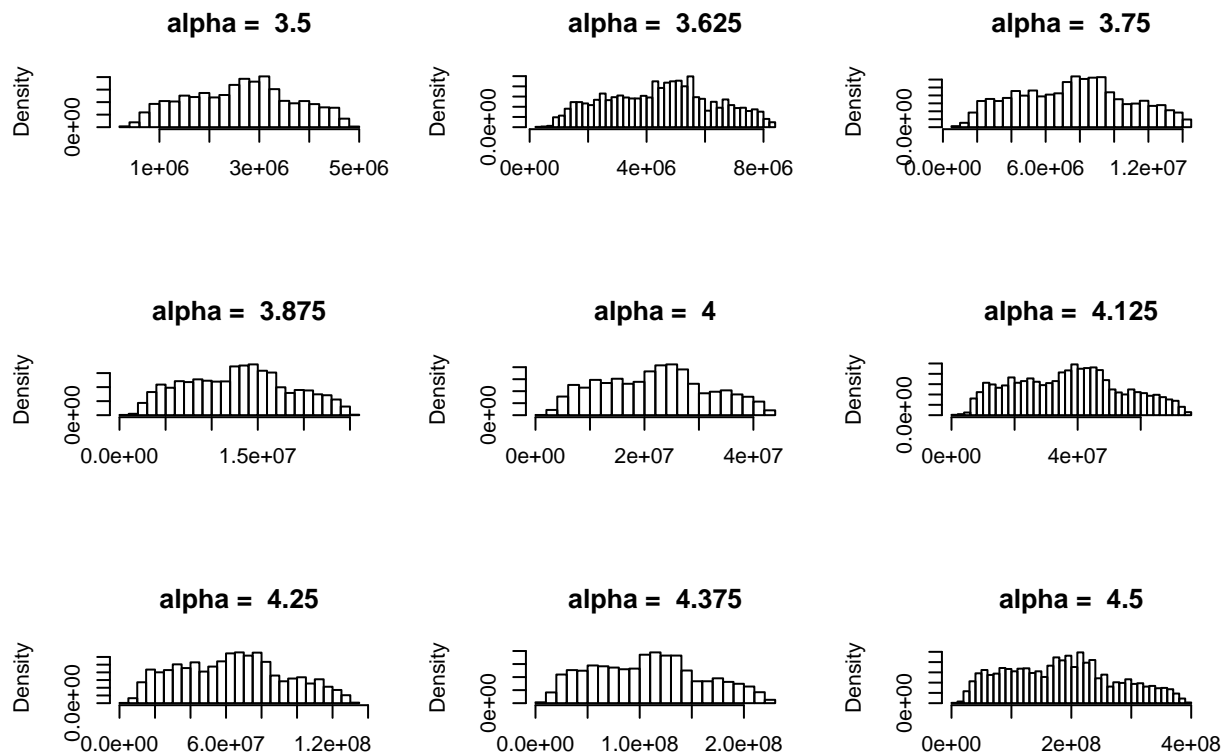 alpha =  3.5
Density
0e+00
1e+06 3e+06 5e+06
alpha =  3.625
Density
0.0e+00
0e+00 4e+06 8e+06
alpha =  3.75
Density
0.0e+00
0.0e+00 6.0e+06 1.2e+07
alpha =  3.875
Density
0e+00
0.0e+00 1.5e+07
alpha =  4
Density
0e+00
0e+00 2e+07 4e+07
alpha =  4.125
Density
0.0e+00
0e+00 4e+07
alpha =  4.25
Density
0.0e+00
0.0e+00 6.0e+07 1.2e+08
alpha =  4.375
Density
0e+00
0.0e+00 1.0e+08 2.0e+08
alpha =  4.5
Density
0e+00
0e+00 2e+08 4e+08